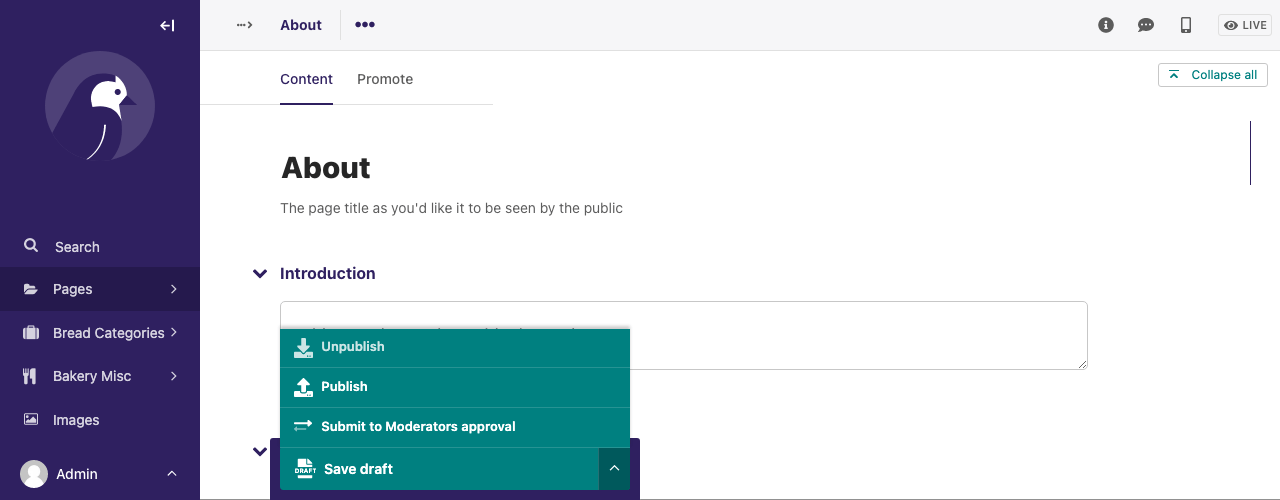 About
LIVE
Content
Promote
Collapse all
About
The page title as you'd like it to be seen by the public
Search
Pages
Bread Categories
Bakery Misc
Images
Admin
Introduction
Unpublish
Publish
Submit to Moderators approval
DRAFT
Save draft